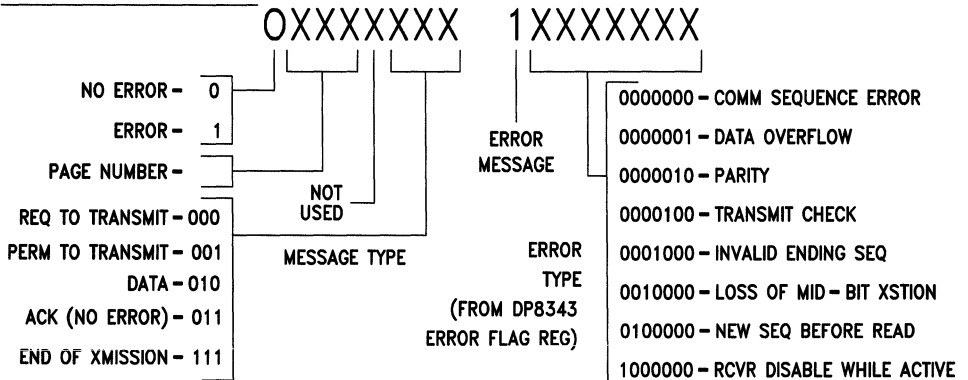 0XXXXXXX 1XXXXXXX
NO ERROR - 0
ERROR - 1
PAGE NUMBER -
NOT
USED
REQ TO TRANSMIT - 000
PERM TO TRANSMIT - 001
DATA - 010
ACK (NO ERROR) - 011
END OF XMISSION - 111
MESSAGE TYPE
ERROR
MESSAGE
ERROR
TYPE
(FROM DP8343
ERROR FLAG REG)
0000000 - COMM SEQUENCE ERROR
0000001 - DATA OVERFLOW
0000010 - PARITY
0000100 - TRANSMIT CHECK
0001000 - INVALID ENDING SEQ
0010000 - LOSS OF MID - BIT XSTION
0100000 - NEW SEQ BEFORE READ
1000000 - RCVR DISABLE WHILE ACTIVE